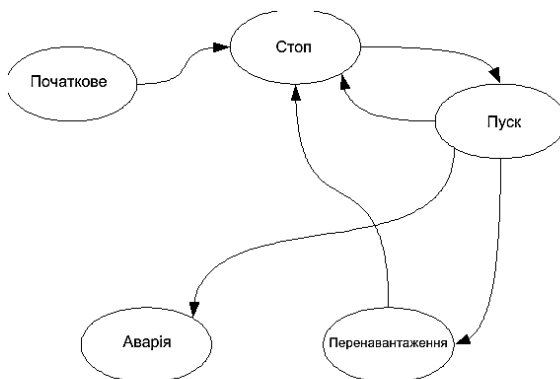 Стоп
Початкове
Пуск
Аварія
Перенавантаження